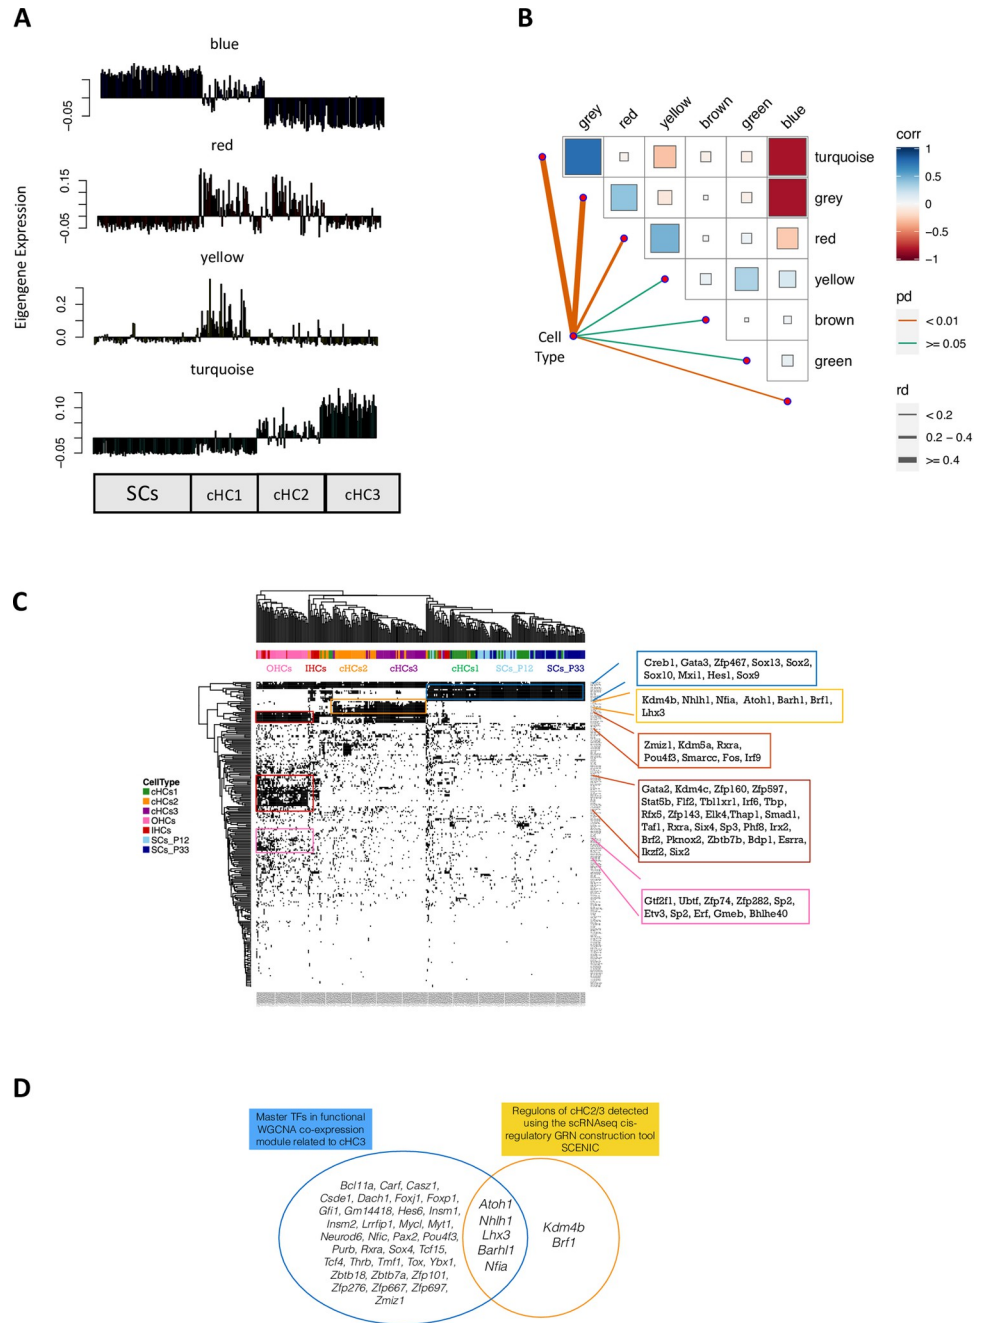 A
blue
-0.05
red
0.15
-0.05
yellow
0.2
0.0
turquoise
0.10
-0.05
Eigengene Expression
SCs
cHC1
cHC2
cHC3
B
grey
red
yellow
brown
green
blue
turquoise
grey
red
yellow
brown
green
Cell
Type
corr
1
0.5
0
-0.5
-1
pd
< 0.01
>= 0.05
rd
< 0.2
0.2 - 0.4
>= 0.4
C
OHCs
IHCs
cHCs2
cHCs3
cHCs1
SCs_P12
SCs_P33
CellType
cHCs1
cHCs2
cHCs3
OHCs
IHCs
SCs_P12
SCs_P33
Creb1, Gata3, Zfp467, Sox13, Sox2,
Sox10, Mxi1, Hes1, Sox9
Kdm4b, Nhlh1, Nfia, Atoh1, Barh1, Brf1,
Lhx3
Zmiz1, Kdm5a, Rxra,
Pou4f3, Smarcc, Fos, Irf9
Gata2, Kdm4c, Zfp160, Zfp597,
Stat5b, Flf2, Tbl1xr1, Irf6, Tbp,
Rfx5, Zfp143, Elk4,Thap1, Smad1,
Taf1, Rxra, Six4, Sp3, Phf8, Irx2,
Brf2, Pknox2, Zbtb7b, Bdp1, Esrra,
Ikzf2, Six2
Gtf2f1, Ubtf, Zfp74, Zfp282, Sp2,
Etv3, Sp2, Erf, Gmeb, Bhlhe40
D
Master TFs in functional
WGCNA co-expression
module related to cHC3
Regulons of cHC2/3 detected
using the scRNAseq cis-
regulatory GRN construction tool
SCENIC
Bcl11a, Carf, Casz1,
Csde1, Dach1, Foxj1, Foxp1,
Gfi1, Gm14418, Hes6, Insm1,
Insm2, Lrrfip1, Mycl, Myt1,
Neurod6, Nfic, Pax2, Pou4f3,
Purb, Rxra, Sox4, Tcf15,
Tcf4, Thrb, Tmf1, Tox, Ybx1,
Zbtb18, Zbtb7a, Zfp101,
Zfp276, Zfp667, Zfp697,
Zmiz1
Atoh1
Nhlh1
Lhx3
Barhl1
Nfia
Kdm4b
Brf1